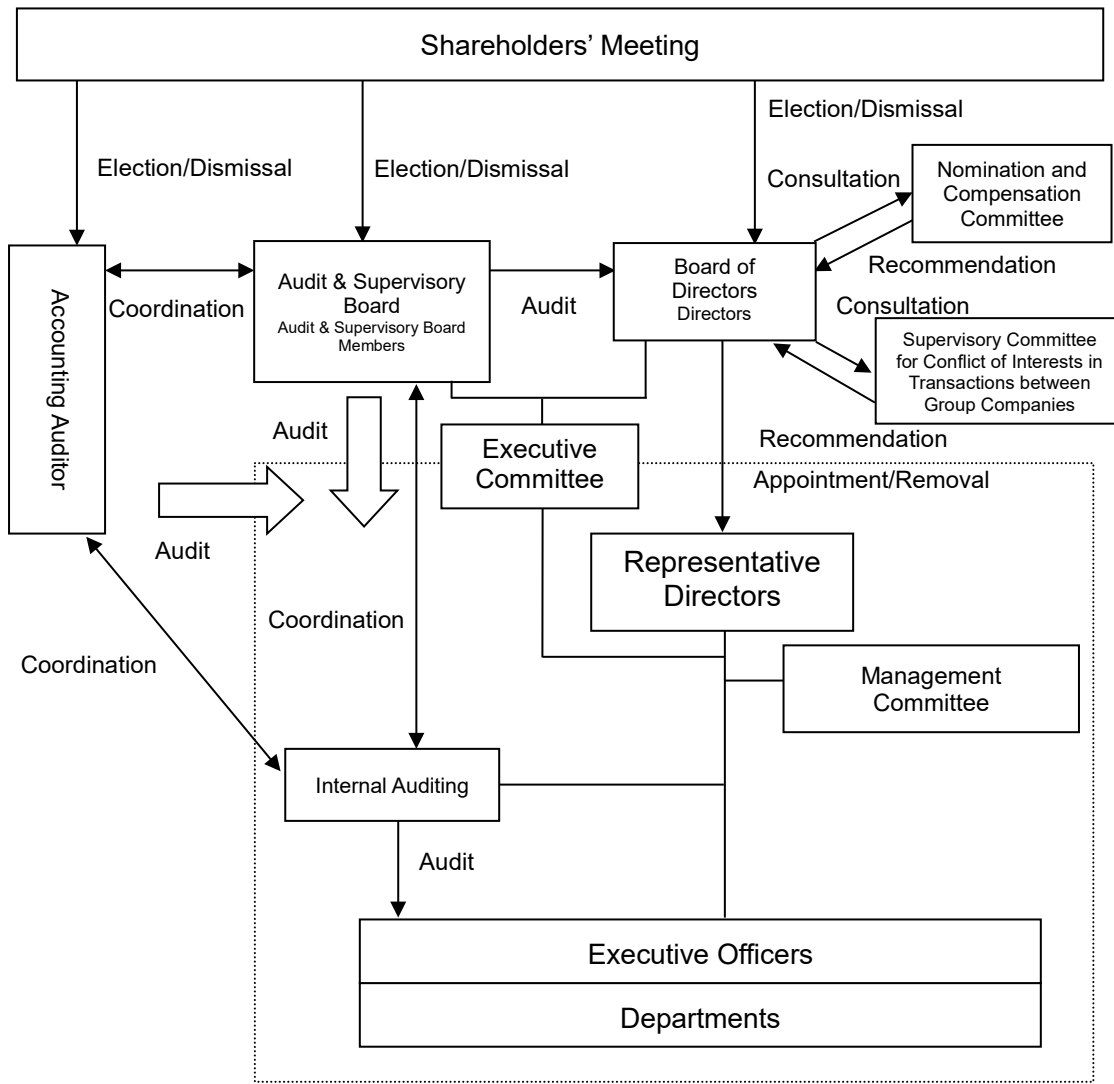 Shareholders’ Meeting
Election/Dismissal
Election/Dismissal
Election/Dismissal
Consultation
Nomination and
Compensation
Committee
Recommendation
Accounting Auditor
Coordination
Audit & Supervisory
Board
Audit & Supervisory Board
Members
Audit
Board of
Directors
Directors
Consultation
Supervisory Committee
for Conflict of Interests in
Transactions between
Group Companies
Recommendation
Audit
Executive
Committee
Appointment/Removal
Audit
Representative
Directors
Coordination
Coordination
Management
Committee
Internal Auditing
Audit
Executive Officers
Departments